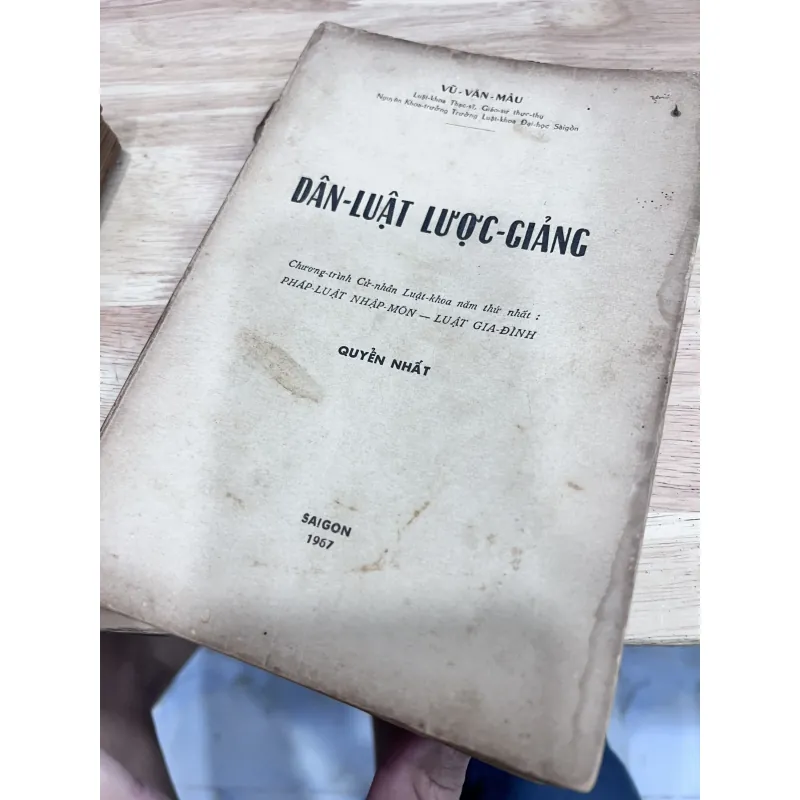 VŨ-VĂN-MẪU
Luật-khoa Thạc-sĩ, Giáo-sư thực-thụ
Nguyên Khoa-trưởng Trường Luật-khoa Đại-học Saigòn
DÂN-LUẬT LƯỢC-GIẢNG
Chương-trình Cử-nhân Luật-khoa năm thứ nhất :
PHÁP-LUẬT NHẬP-MÔN — LUẬT GIA-ĐÌNH
QUYỂN NHẤT
SAIGON
1967